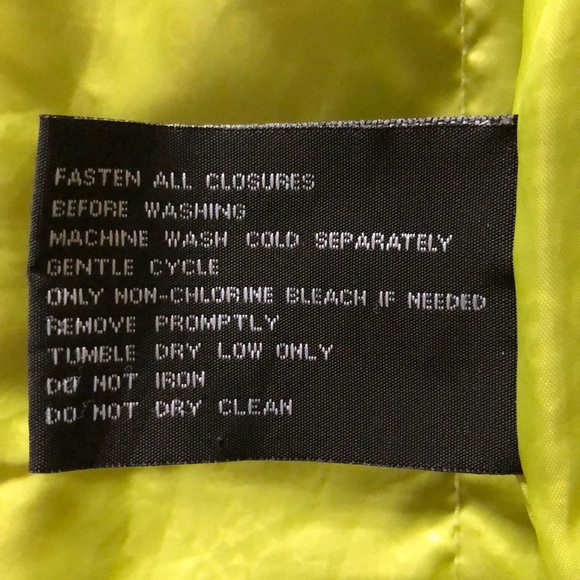 FASTEN ALL CLOSURES
BEFORE WASHING
MACHINE WASH COLD SEPARATELY
GENTLE CYCLE
ONLY NON-CHLORINE BLEACH IF NEEDED
REMOVE PROMPTLY
TUMBLE DRY LOW ONLY
DO NOT IRON
DO NOT DRY CLEAN